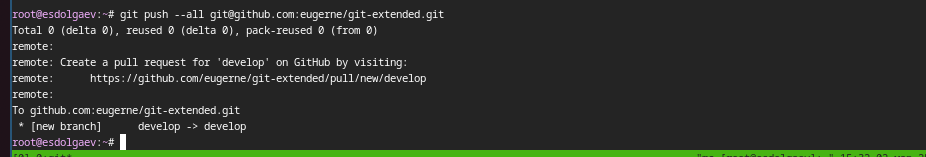 root@esdolgaev:~# git push --all git@github.com:eugerne/git-extended.git
Total 0 (delta 0), reused 0 (delta 0), pack-reused 0 (from 0)
remote:
remote: Create a pull request for 'develop' on GitHub by visiting:
remote:      https://github.com/eugerne/git-extended/pull/new/develop
remote:
To github.com:eugerne/git-extended.git
 * [new branch]      develop -> develop
root@esdolgaev:~#